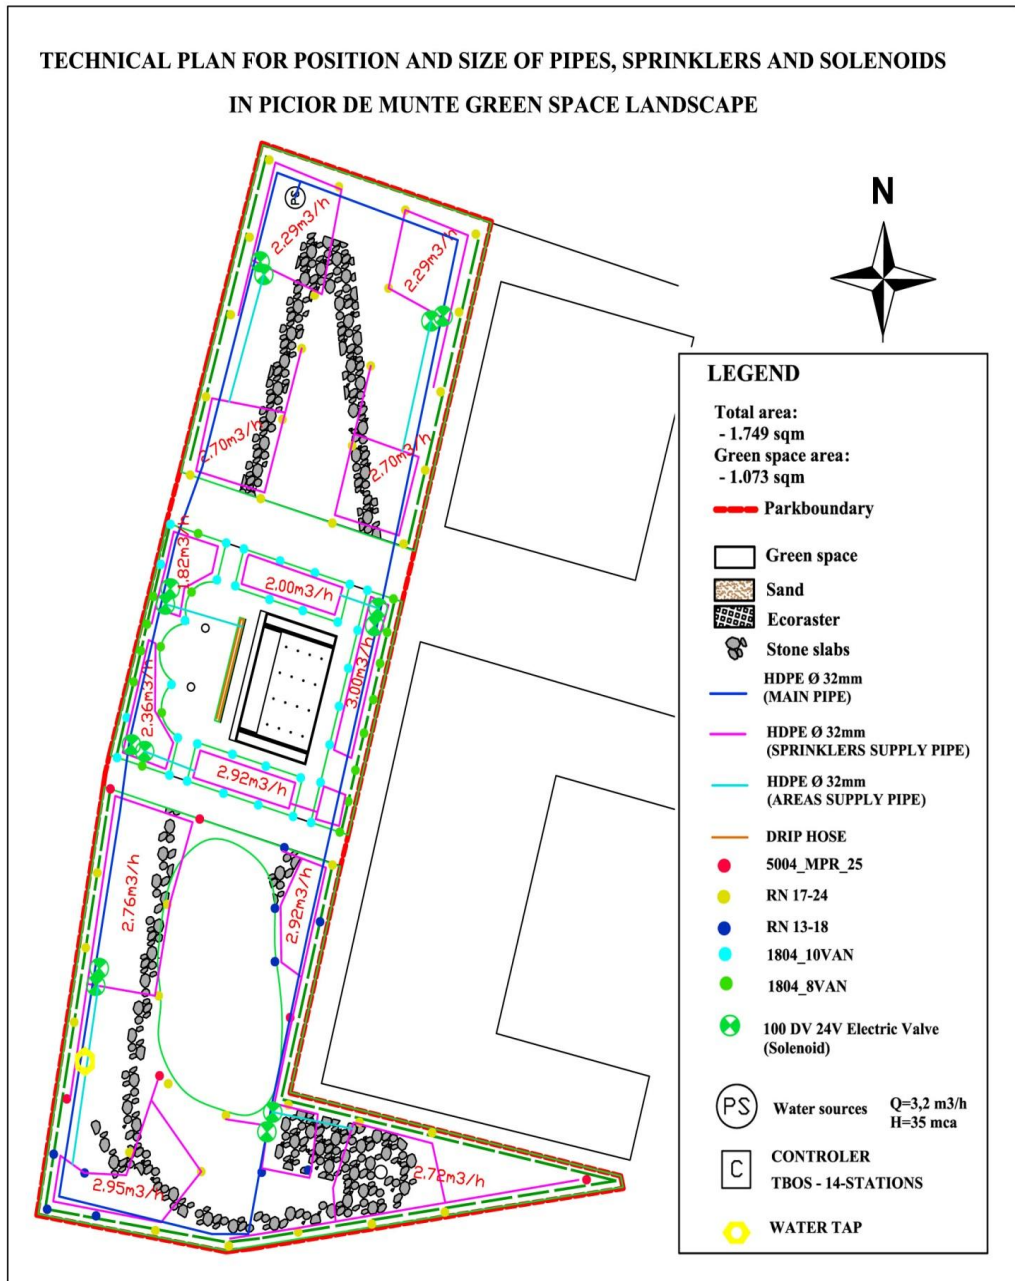 TECHNICAL PLAN FOR POSITION AND SIZE OF PIPES, SPRINKLERS AND SOLENOIDS
IN PICIOR DE MUNTE GREEN SPACE LANDSCAPE
N
PS
2.29m3/h
2.29m3/h
2.70m3/h
2.70m3/h
1.82m3/h
2.00m3/h
3.00m3/h
2.36m3/h
2.92m3/h
2.76m3/h
2.92m3/h
2.95m3/h
2.72m3/h
LEGEND
Total area:
- 1.749 sqm
Green space area:
- 1.073 sqm
Parkboundary
Green space
Sand
Ecoraster
Stone slabs
HDPE Ø 32mm
(MAIN PIPE)
HDPE Ø 32mm
(SPRINKLERS SUPPLY PIPE)
HDPE Ø 32mm
(AREAS SUPPLY PIPE)
DRIP HOSE
5004_MPR_25
RN 17-24
RN 13-18
1804_10VAN
1804_8VAN
100 DV 24V Electric Valve
(Solenoid)
PS Water sources Q=3,2 m3/h
H=35 mca
C CONTROLER
TBOS - 14-STATIONS
WATER TAP